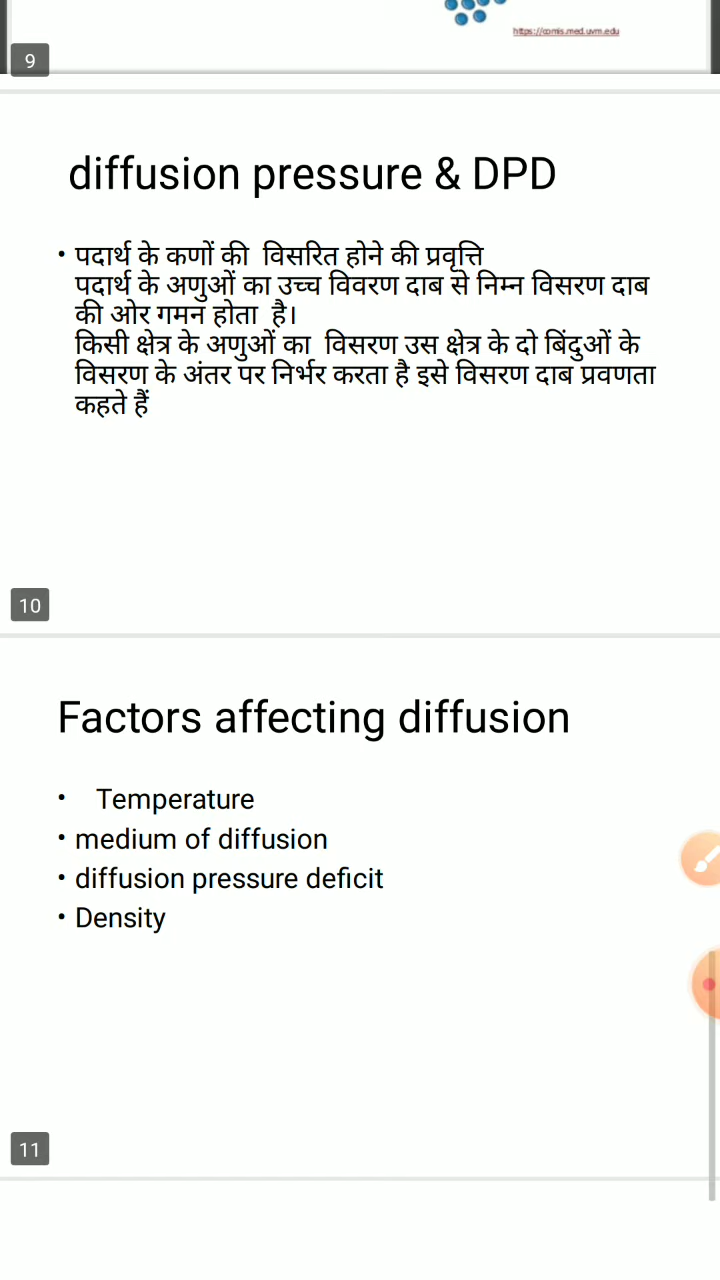 https://comis.med.uvm.edu
9
diffusion pressure & DPD
• पदार्थ के कणों की विसरित होने की प्रवृत्ति
पदार्थ के अणुओं का उच्च विवरण दाब से निम्न विसरण दाब
की ओर गमन होता है।
किसी क्षेत्र के अणुओं का विसरण उस क्षेत्र के दो बिंदुओं के
विसरण के अंतर पर निर्भर करता है इसे विसरण दाब प्रवणता
कहते हैं
10
Factors affecting diffusion
• Temperature
• medium of diffusion
• diffusion pressure deficit
• Density
11